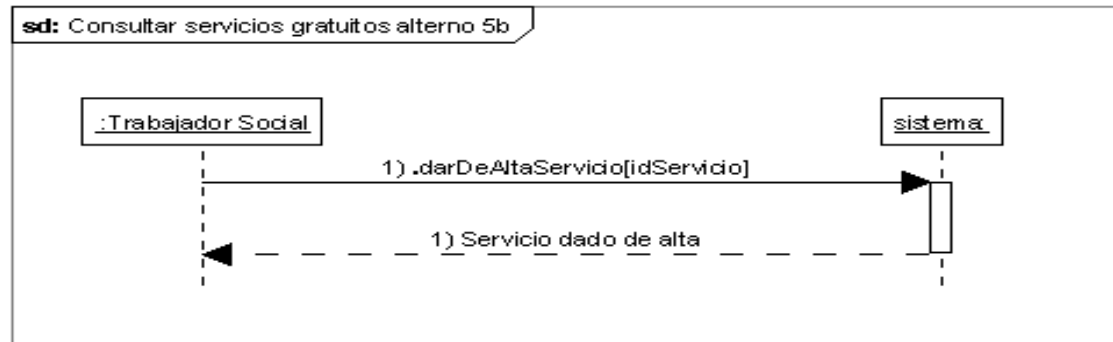 sd: Consultar servicios gratuitos alterno 5b
:Trabajador Social
sistema:
1) .darDeAltaServicio[idServicio]
1) Servicio dado de alta